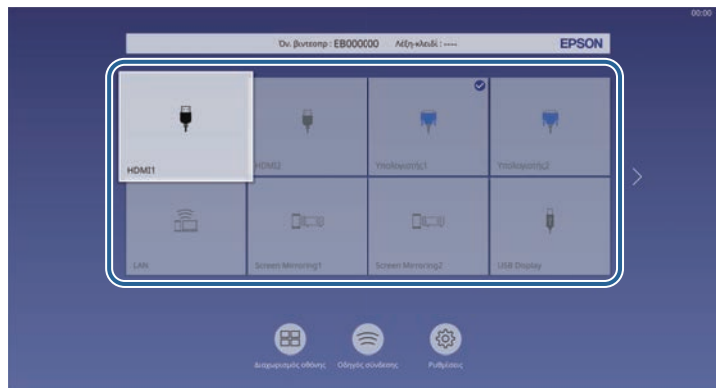 00:00
Όν. βιντεοπρ : EB000000 Λέξη-κλειδί : ---- EPSON
HDMI1 HDMI2 Υπολογιστής1 Υπολογιστής2
LAN Screen Mirroring1 Screen Mirroring2 USB Display
Διαχωρισμός οθόνης Οδηγός σύνδεσης Ρυθμίσεις